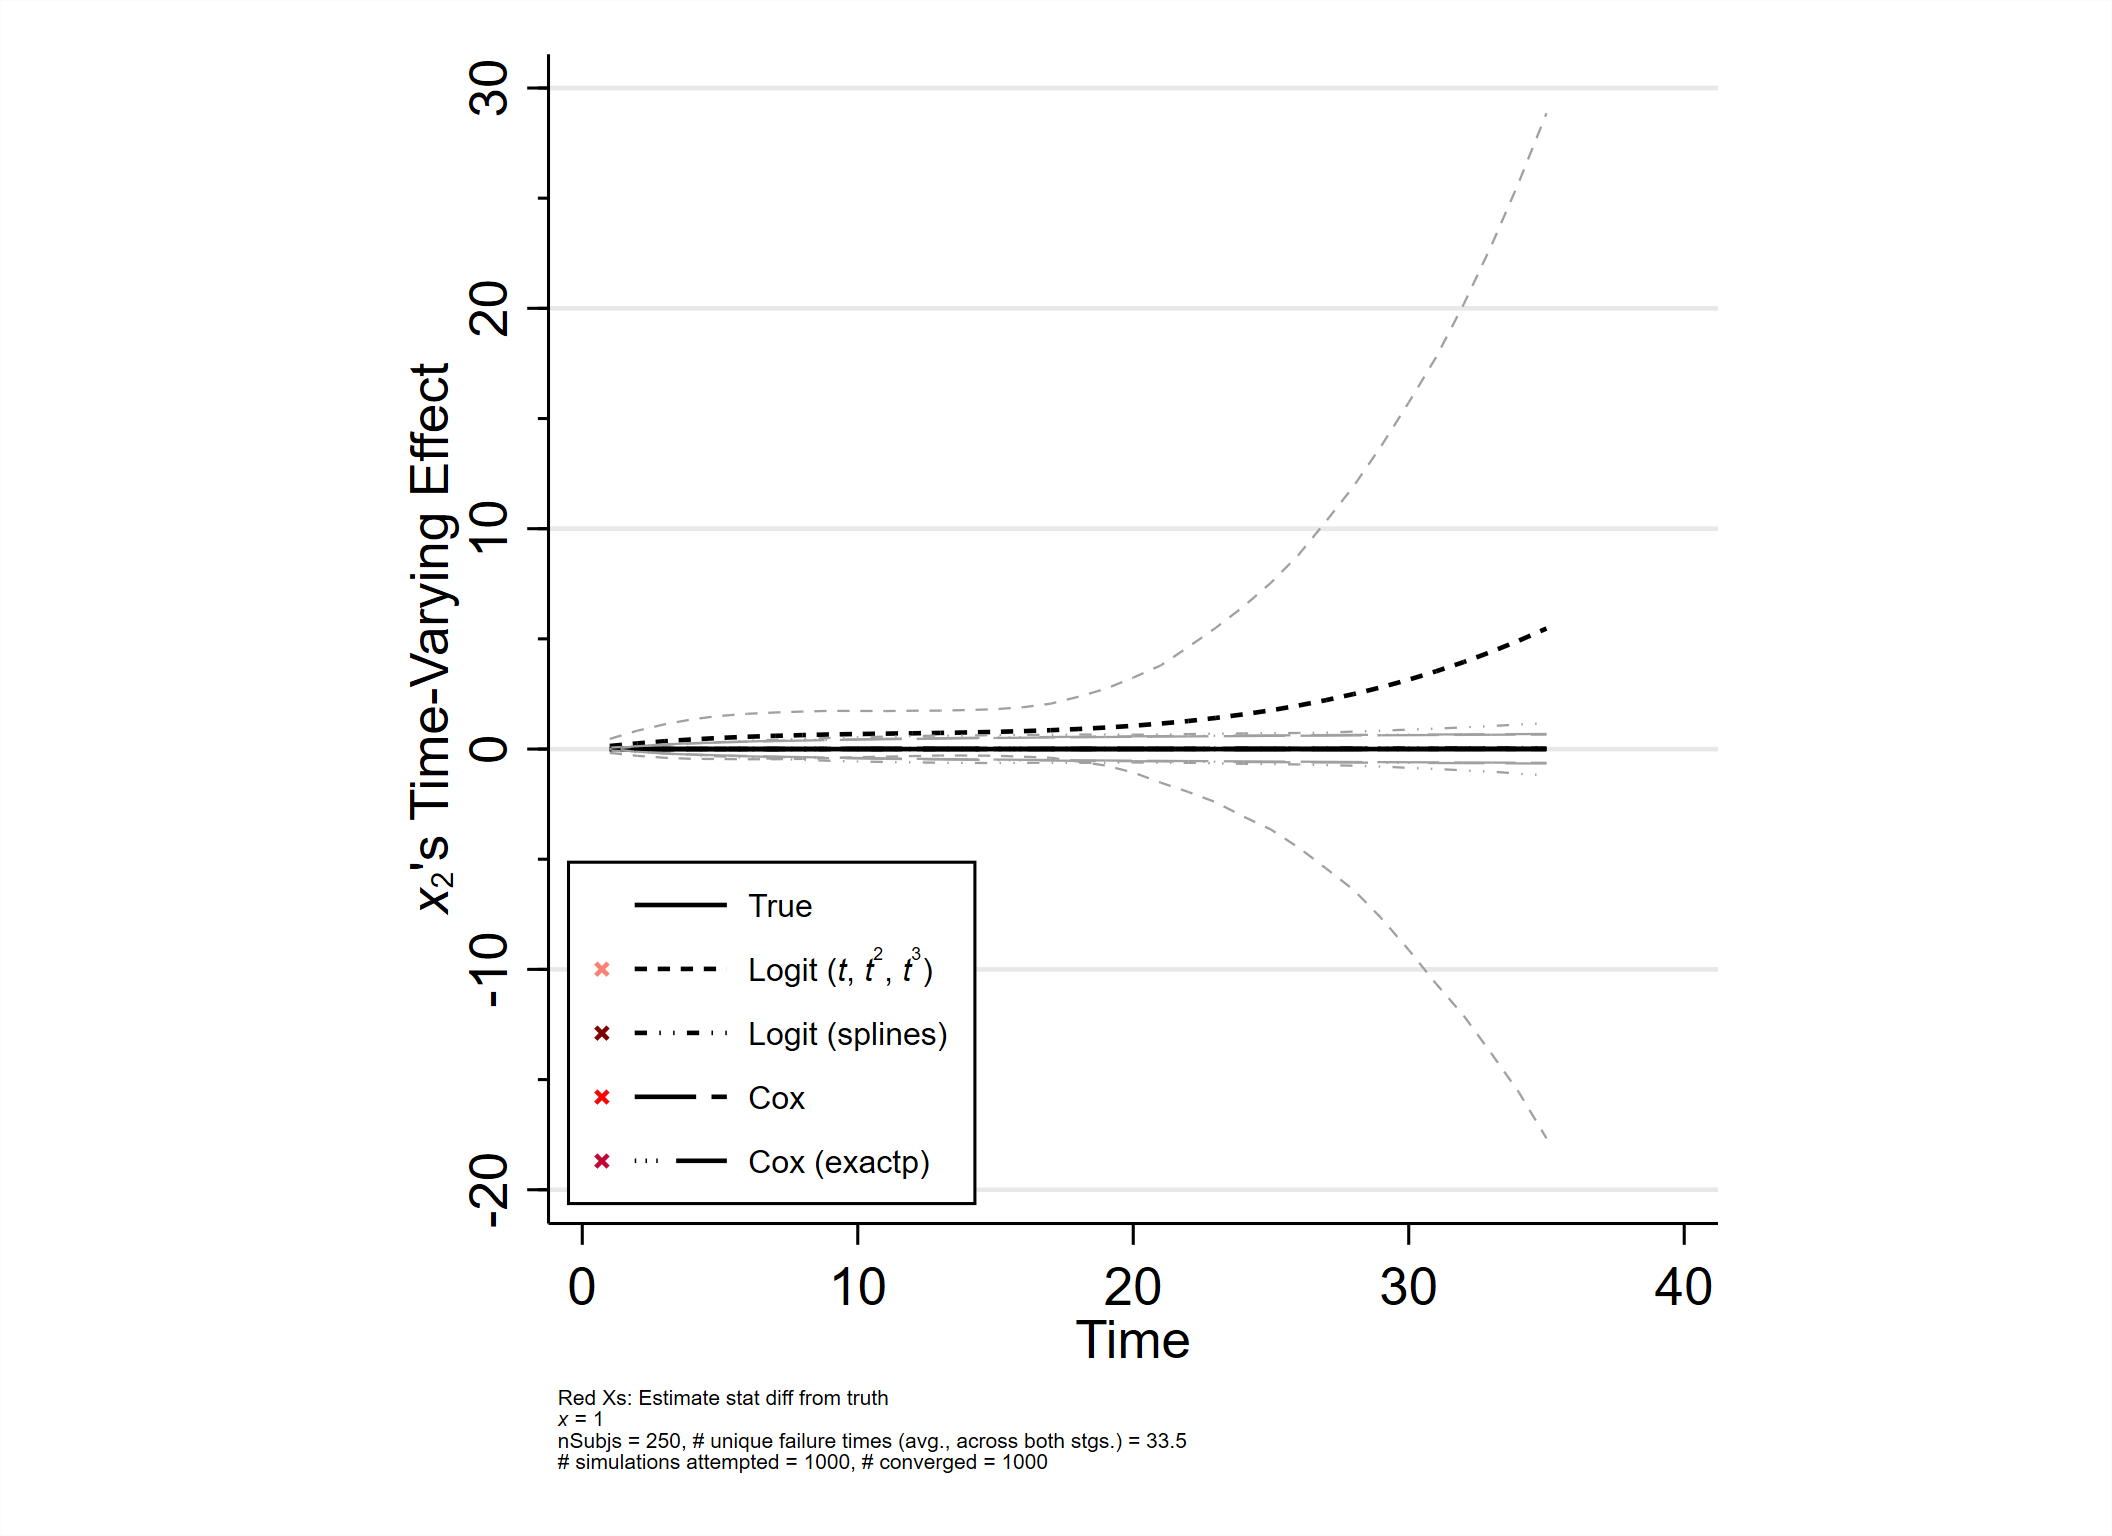 30
20
10
0
-10
-20
x₂'s Time-Varying Effect
True
Logit (t, t², t³)
Logit (splines)
Cox
Cox (exactp)
0 10 20 30 40
Time
Red Xs: Estimate stat diff from truth
x = 1
nSubjs = 250, # unique failure times (avg., across both stgs.) = 33.5
# simulations attempted = 1000, # converged = 1000